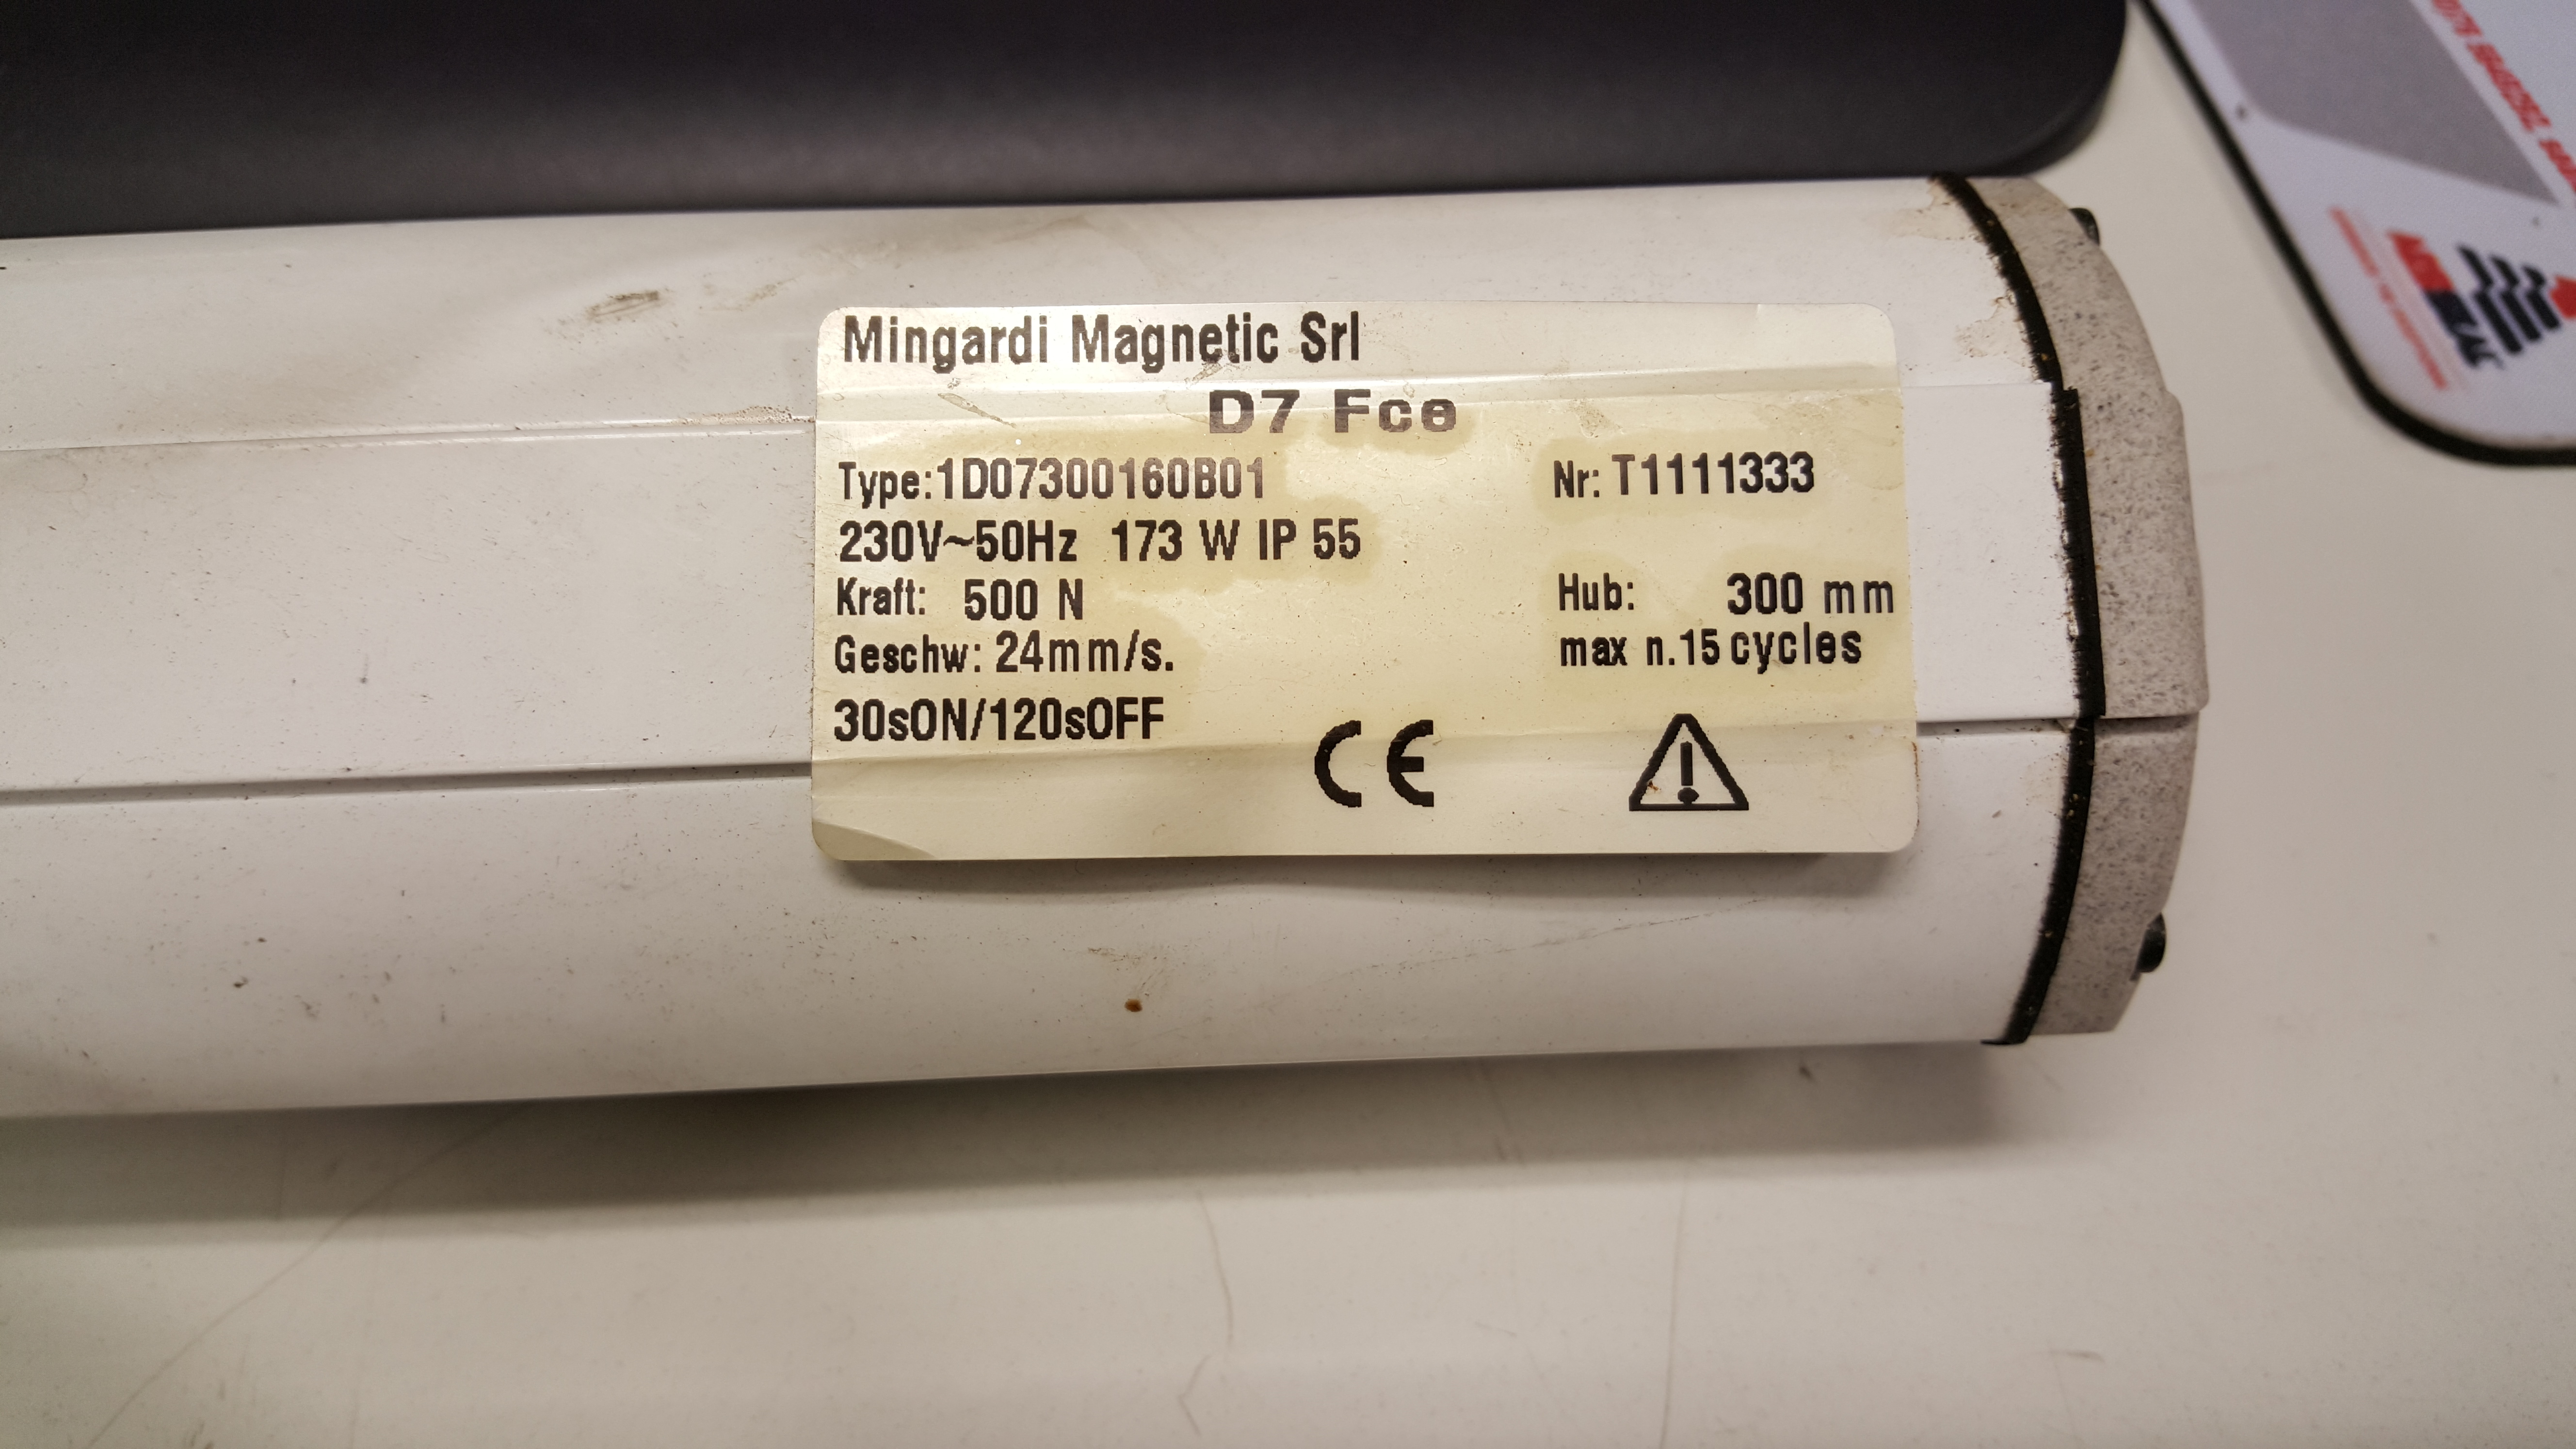 Mingardi Magnetic Srl
D7 Fce
Type:1D07300160B01 Nr: T1111333
230V~50Hz 173 W IP 55
Kraft: 500 N Hub: 300 mm
Geschw: 24mm/s. max n.15 cycles
30sON/120sOFF
CE